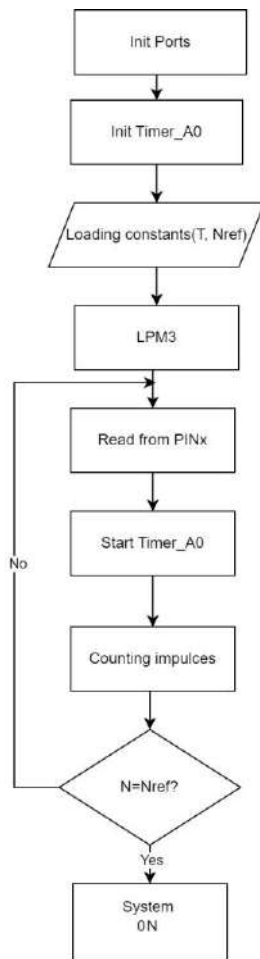 Init Ports
Init Timer_A0
Loading constants(T, Nref)
LPM3
Read from PINx
Start Timer_A0
No
Counting impulces
N=Nref?
Yes
System
0N